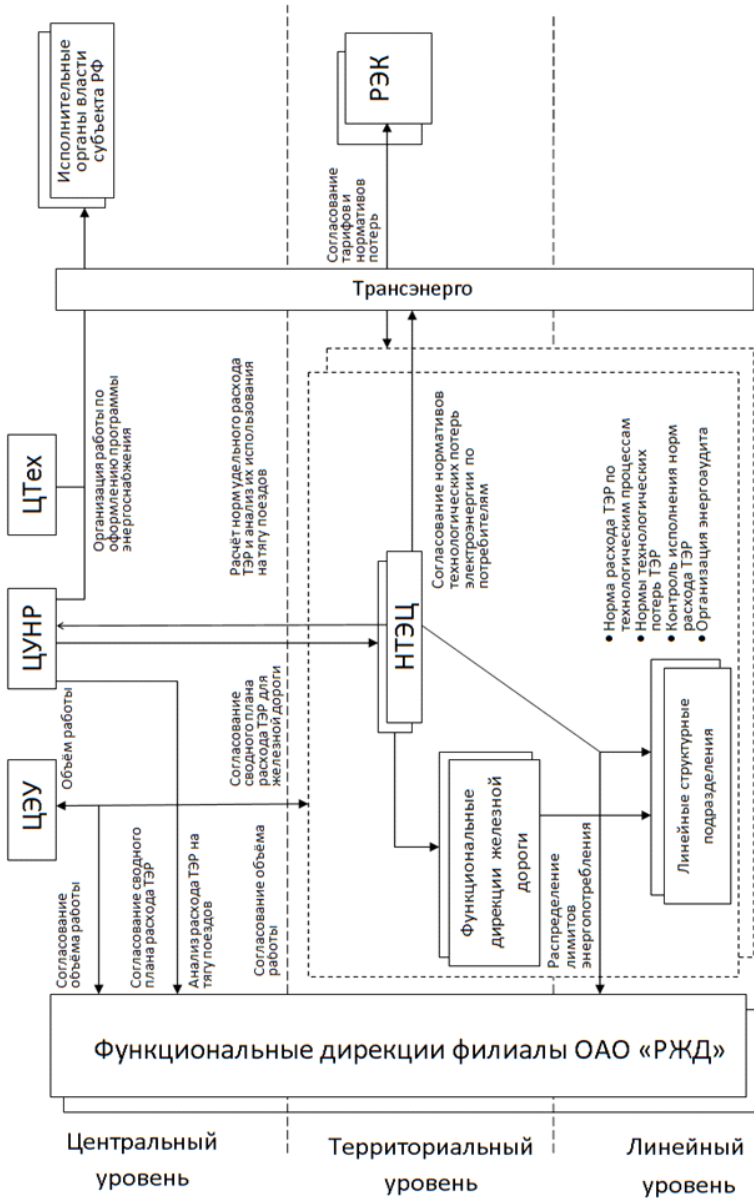 ЦЭУ
ЦУНР
ЦТех
Исполнительные
органы власти
субъекта РФ
Объём работы
Организация работы по
оформлению программы
энергоснабжения
Согласование
объёма работы
Согласование сводного
плана расхода ТЭР
Анализ расхода ТЭР на
тягу поездов
Согласование объёма
работы
Согласование
сводного плана
расхода ТЭР для
железной дороги
Расчёт норм удельного расхода
ТЭР и анализ их использования
на тягу поездов
Трансэнерго
Согласование
тарифов и
нормативов
потерь
РЭК
НТЭЦ
Согласование нормативов
технологических потерь
электроэнергии по
потребителям
Функциональные
дирекции железной
дороги
Распределение
лимитов
энергопотребления
Линейные структурные
подразделения
• Норма расхода ТЭР по
технологическим процессам
• Нормы технологических
потерь ТЭР
• Контроль исполнения норм
расхода ТЭР
• Организация энергоаудита
Функциональные дирекции филиалы ОАО «РЖД»
Центральный
уровень
Территориальный
уровень
Линейный
уровень